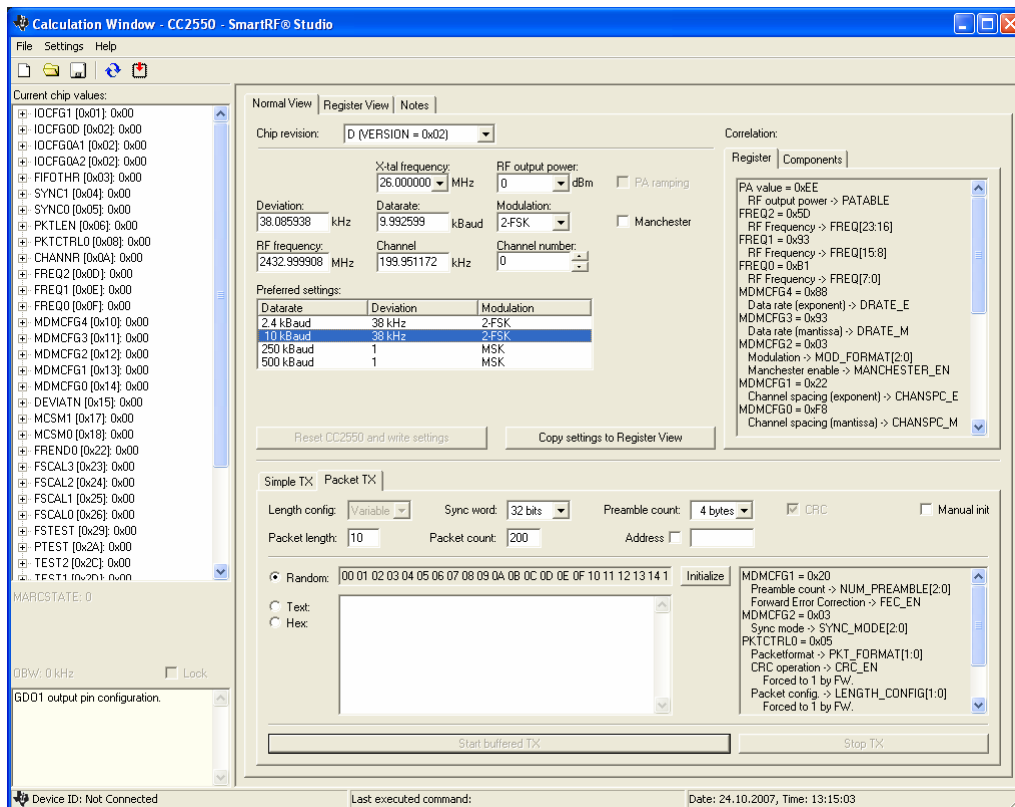 Calculation Window - CC2550 - SmartRF® Studio
File Settings Help
Current chip values:
IOCFG1 [0x01]: 0x00
IOCFG0D [0x02]: 0x00
IOCFG0A1 [0x02]: 0x00
IOCFG0A2 [0x02]: 0x00
FIFOTHR [0x03]: 0x00
SYNC1 [0x04]: 0x00
SYNC0 [0x05]: 0x00
PKTLEN [0x06]: 0x00
PKTCTRL0 [0x08]: 0x00
CHANNR [0x0A]: 0x00
FREQ2 [0x0D]: 0x00
FREQ1 [0x0E]: 0x00
FREQ0 [0x0F]: 0x00
MDMCFG4 [0x10]: 0x00
MDMCFG3 [0x11]: 0x00
MDMCFG2 [0x12]: 0x00
MDMCFG1 [0x13]: 0x00
MDMCFG0 [0x14]: 0x00
DEVIATN [0x15]: 0x00
MCSM1 [0x17]: 0x00
MCSM0 [0x18]: 0x00
FREND0 [0x22]: 0x00
FSCAL3 [0x23]: 0x00
FSCAL2 [0x24]: 0x00
FSCAL1 [0x25]: 0x00
FSCAL0 [0x26]: 0x00
FSTEST [0x29]: 0x00
PTEST [0x2A]: 0x00
TEST2 [0x2C]: 0x00
TEST1 [0x2D]: 0x00
MARCSTATE: 0
OBW: 0 kHz Lock
GDO1 output pin configuration.
Normal View Register View Notes
Chip revision: D (VERSION = 0x02)
X-tal frequency: RF output power:
26.000000 MHz 0 dBm PA ramping
Deviation: Datarate: Modulation:
38.085938 kHz 9.992599 kBaud 2-FSK Manchester
RF frequency: Channel Channel number:
2432.999908 MHz 199.951172 kHz 0
Preferred settings:
Datarate Deviation Modulation
2.4 kBaud 38 kHz 2-FSK
10 kBaud 38 kHz 2-FSK
250 kBaud 1 MSK
500 kBaud 1 MSK
Reset CC2550 and write settings Copy settings to Register View
Correlation:
Register Components
PA value = 0xEE
RF output power -> PATABLE
FREQ2 = 0x5D
RF Frequency -> FREQ[23:16]
FREQ1 = 0x93
RF Frequency -> FREQ[15:8]
FREQ0 = 0xB1
RF Frequency -> FREQ[7:0]
MDMCFG4 = 0x88
Data rate (exponent) -> DRATE_E
MDMCFG3 = 0x93
Data rate (mantissa) -> DRATE_M
MDMCFG2 = 0x03
Modulation -> MOD_FORMAT[2:0]
Manchester enable -> MANCHESTER_EN
MDMCFG1 = 0x22
Channel spacing (exponent) -> CHANSPC_E
MDMCFG0 = 0xF8
Channel spacing (mantissa) -> CHANSPC_M
Simple TX Packet TX
Length config: Variable Sync word: 32 bits Preamble count: 4 bytes CRC Manual init
Packet length: 10 Packet count: 200 Address
Random: 00 01 02 03 04 05 06 07 08 09 0A 0B 0C 0D 0E 0F 10 11 12 13 14 1 Initialize
Text:
Hex:
MDMCFG1 = 0x20
Preamble count -> NUM_PREAMBLE[2:0]
Forward Error Correction -> FEC_EN
MDMCFG2 = 0x03
Sync mode -> SYNC_MODE[2:0]
PKTCTRL0 = 0x05
Packetformat -> PKT_FORMAT[1:0]
CRC operation -> CRC_EN
Forced to 1 by FW.
Packet config. -> LENGTH_CONFIG[1:0]
Forced to 1 by FW.
Start buffered TX Stop TX
Device ID: Not Connected Last executed command: Date: 24.10.2007, Time: 13:15:03